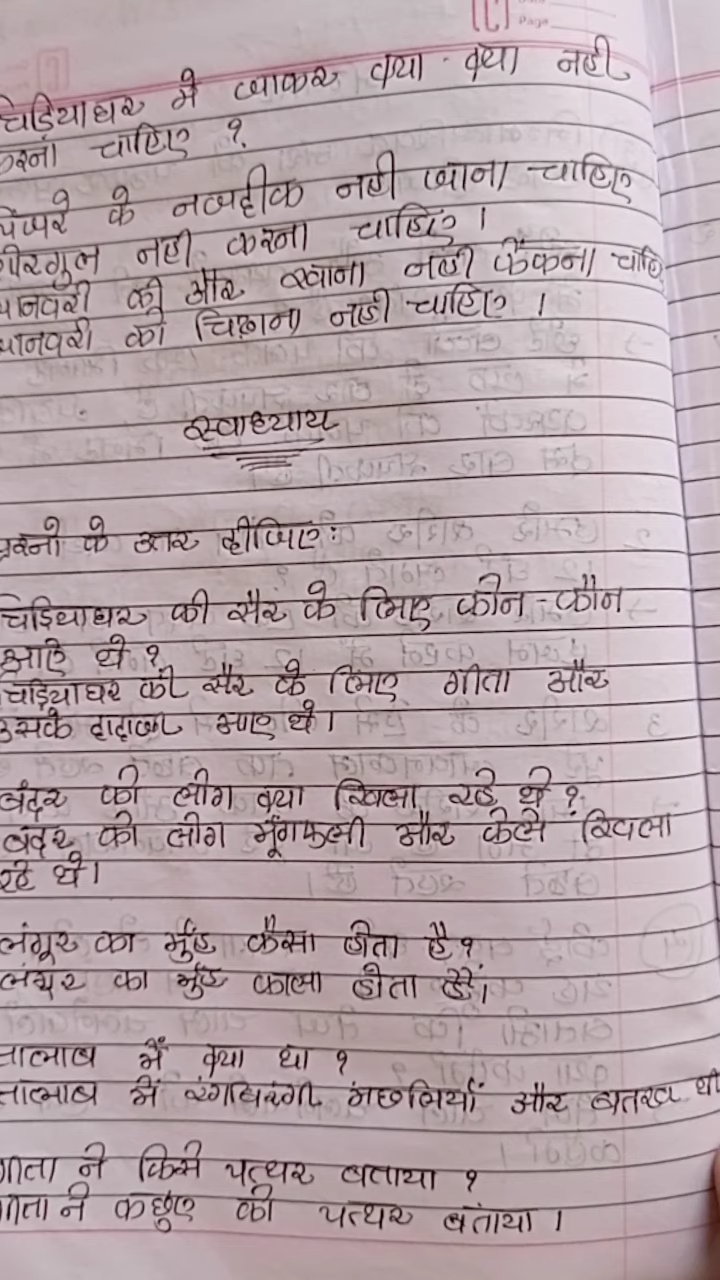 Page
चिड़ियाघर में जाकर क्या क्या नही
करना चाहिए ?
पिंजरे के नजदीक नही जाना चाहिए
शोरगुल नही करना चाहिए ।
जानवरो की और खाना नही फेंकना चाहि
जानवरो को चिढ़ाना नही चाहिए ।
स्वाध्याय
प्रश्नो के उत्तर दीजिए:
चिड़ियाघर की सैर के लिए कौन-कौन
आए थे ?
चिड़ियाघर की सैर के लिए गीता और
उसके दादाजी आए थे।
बंदर को लोग क्या खिला रहे थे ?
बंदर को लोग मूँगफली और केले खिला
रहे थे।
लंगूर का मुँह कैसा होता है ?
लंगूर का मुँह काला होता हैं।
तालाब में क्या था ?
तालाब में रंगबिरंगी मछलियाँ और बतख थी
गीता ने किसे पत्थर बताया ?
गीता ने कछुए को पत्थर बताया ।